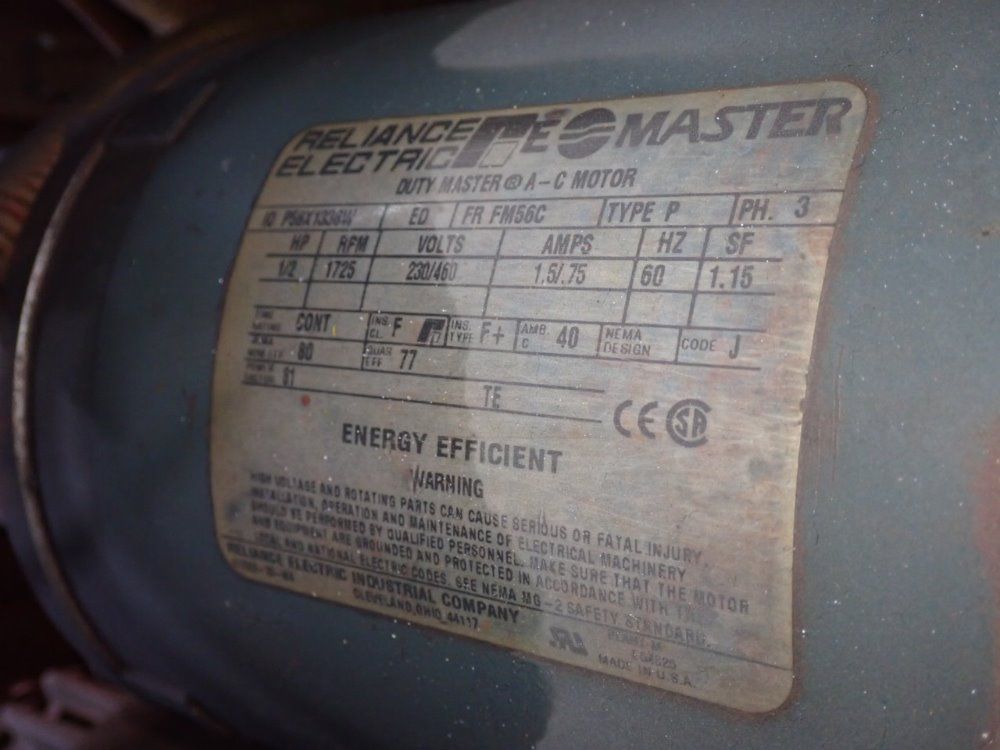 RELIANCE
ELECTRIC
MASTER
DUTY MASTER ® A-C MOTOR
ID. P56X1338W ED FR FM56C TYPE P PH. 3
HP RPM VOLTS AMPS HZ SF
1/2 1725 230/460 1.5/.75 60 1.15
CONT INS. CL. F INS. TYPE F+ AMB. C 40 NEMA DESIGN CODE J
80 GUAR EFF 77
TE
CE SA
ENERGY EFFICIENT
WARNING
HIGH VOLTAGE AND ROTATING PARTS CAN CAUSE SERIOUS OR FATAL INJURY.
INSTALLATION, OPERATION AND MAINTENANCE OF ELECTRICAL MACHINERY
SHOULD BE PERFORMED BY QUALIFIED PERSONNEL. MAKE SURE THAT THE MOTOR
AND EQUIPMENT ARE GROUNDED AND PROTECTED IN ACCORDANCE WITH THE
LOCAL AND NATIONAL ELECTRIC CODES. SEE NEMA MG-2 SAFETY STANDARD.
RELIANCE ELECTRIC INDUSTRIAL COMPANY
CLEVELAND, OHIO 44117
MADE IN U.S.A.